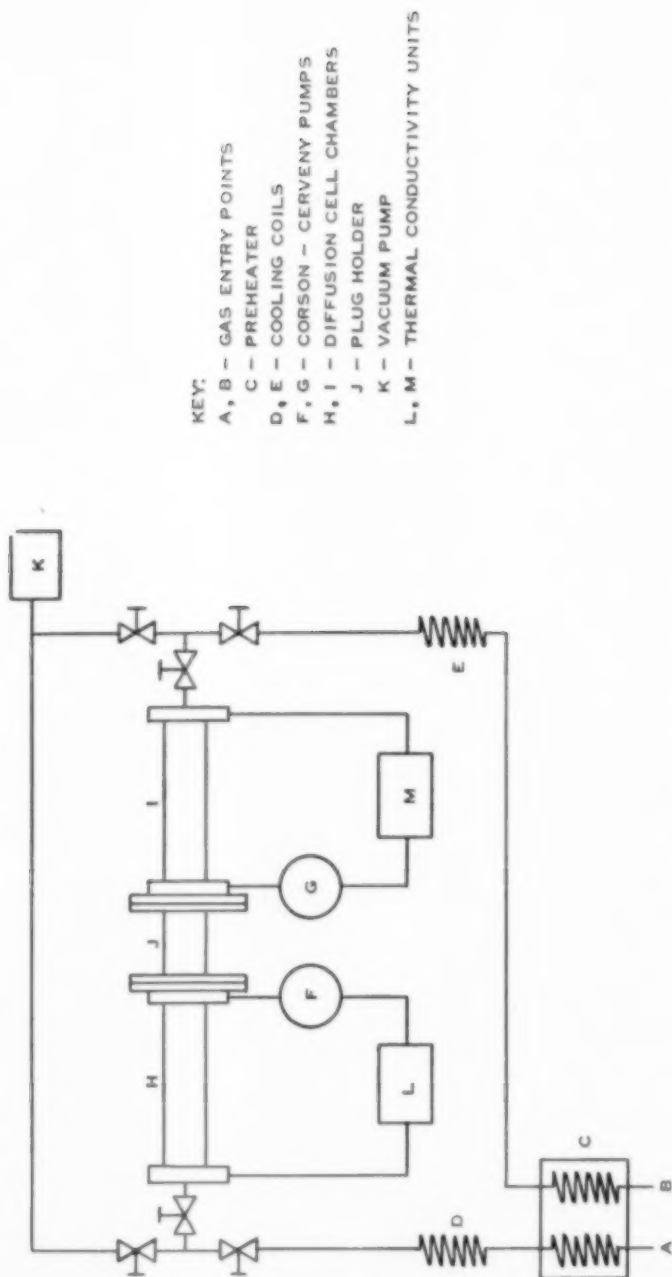 KEY:
A, B – GAS ENTRY POINTS
C – PREHEATER
D, E – COOLING COILS
F, G – CORSON – CERVENY PUMPS
H, I – DIFFUSION CELL CHAMBERS
J – PLUG HOLDER
K – VACUUM PUMP
L, M – THERMAL CONDUCTIVITY UNITS
K
H
J
I
F
G
L
M
D
E
C
A
B